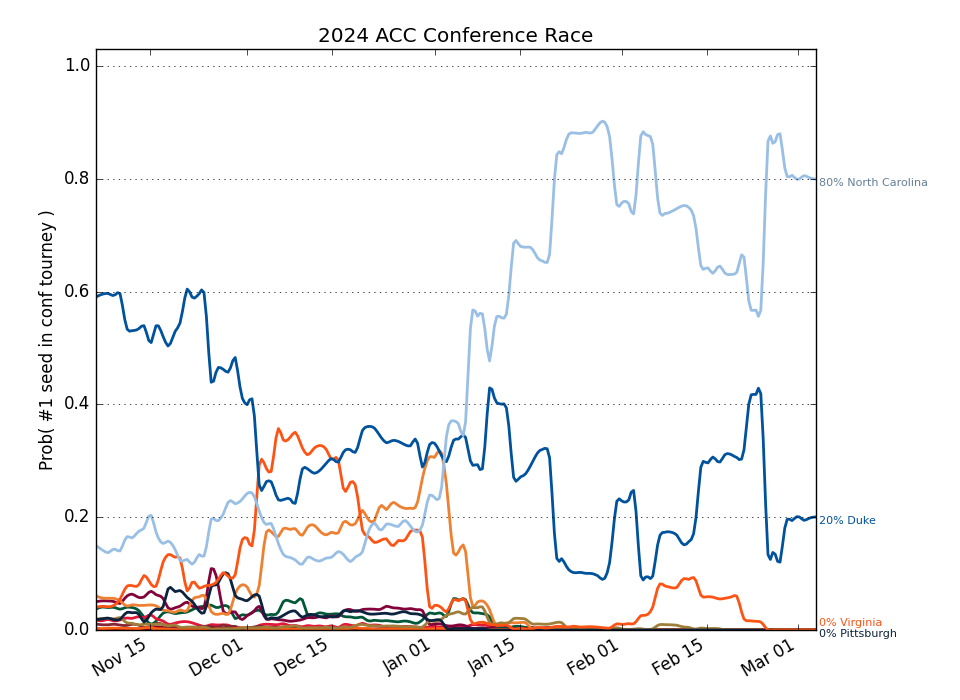 2024 ACC Conference Race
Prob( #1 seed in conf tourney )
1.0
0.8
0.6
0.4
0.2
0.0
80% North Carolina
20% Duke
0% Virginia
0% Pittsburgh
Nov 15
Dec 01
Dec 15
Jan 01
Jan 15
Feb 01
Feb 15
Mar 01